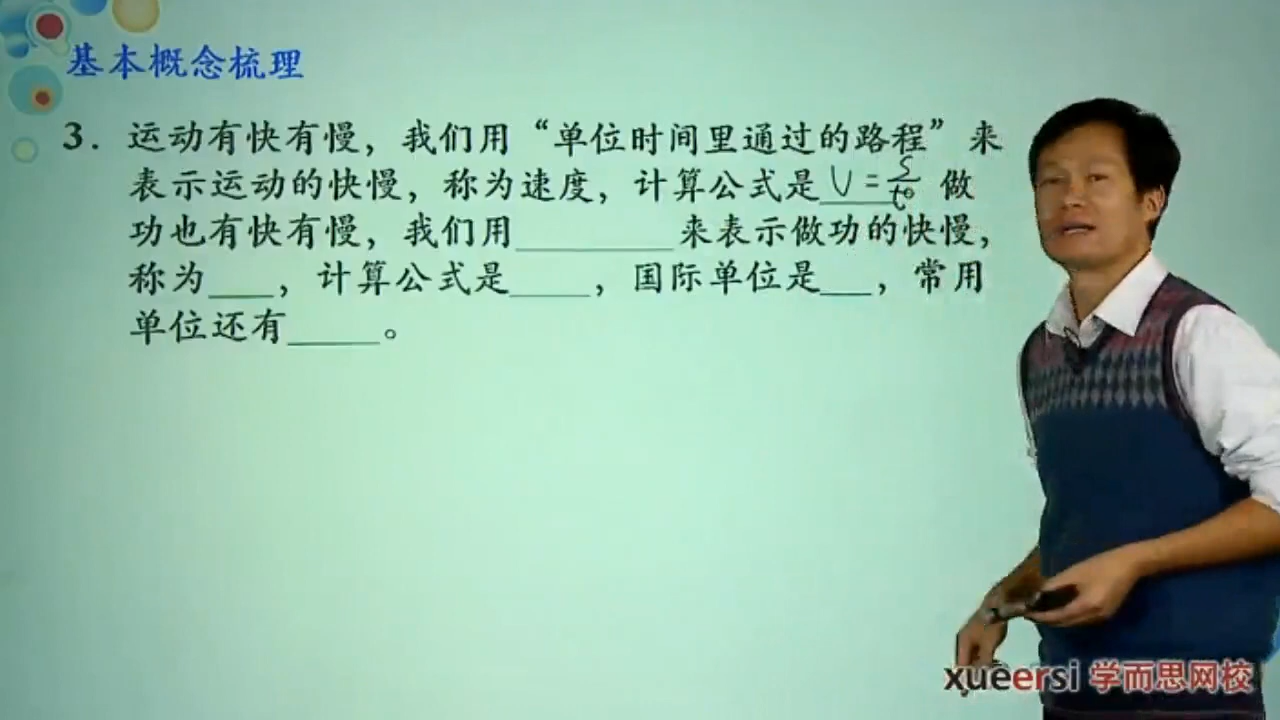 基本概念梳理
3. 运动有快有慢，我们用“单位时间里通过的路程”来
表示运动的快慢，称为速度，计算公式是 V=s/t。做
功也有快有慢，我们用________来表示做功的快慢，
称为___，计算公式是____，国际单位是___，常用
单位还有_____。
xueersi 学而思网校